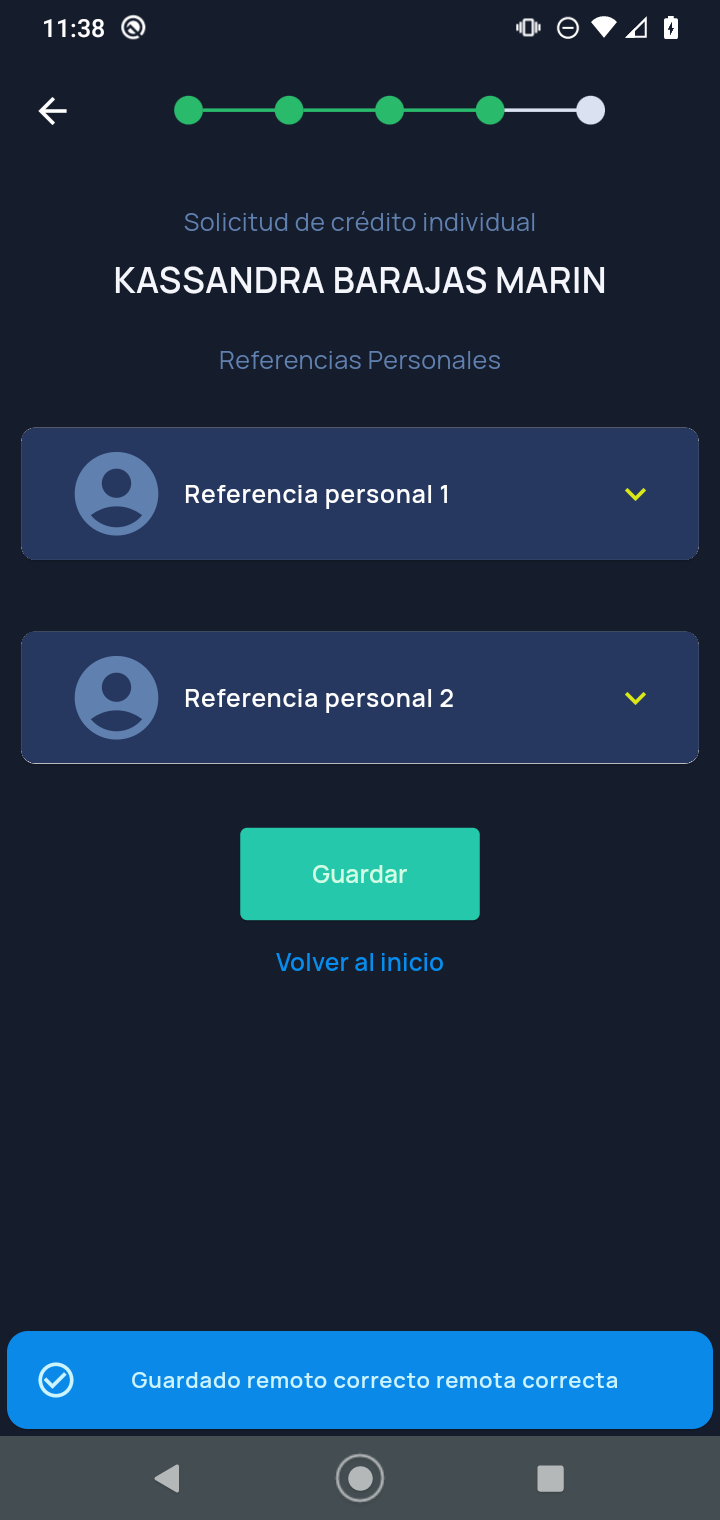 11:38
Solicitud de crédito individual
KASSANDRA BARAJAS MARIN
Referencias Personales
Referencia personal 1
Referencia personal 2
Guardar
Volver al inicio
Guardado remoto correcto remota correcta